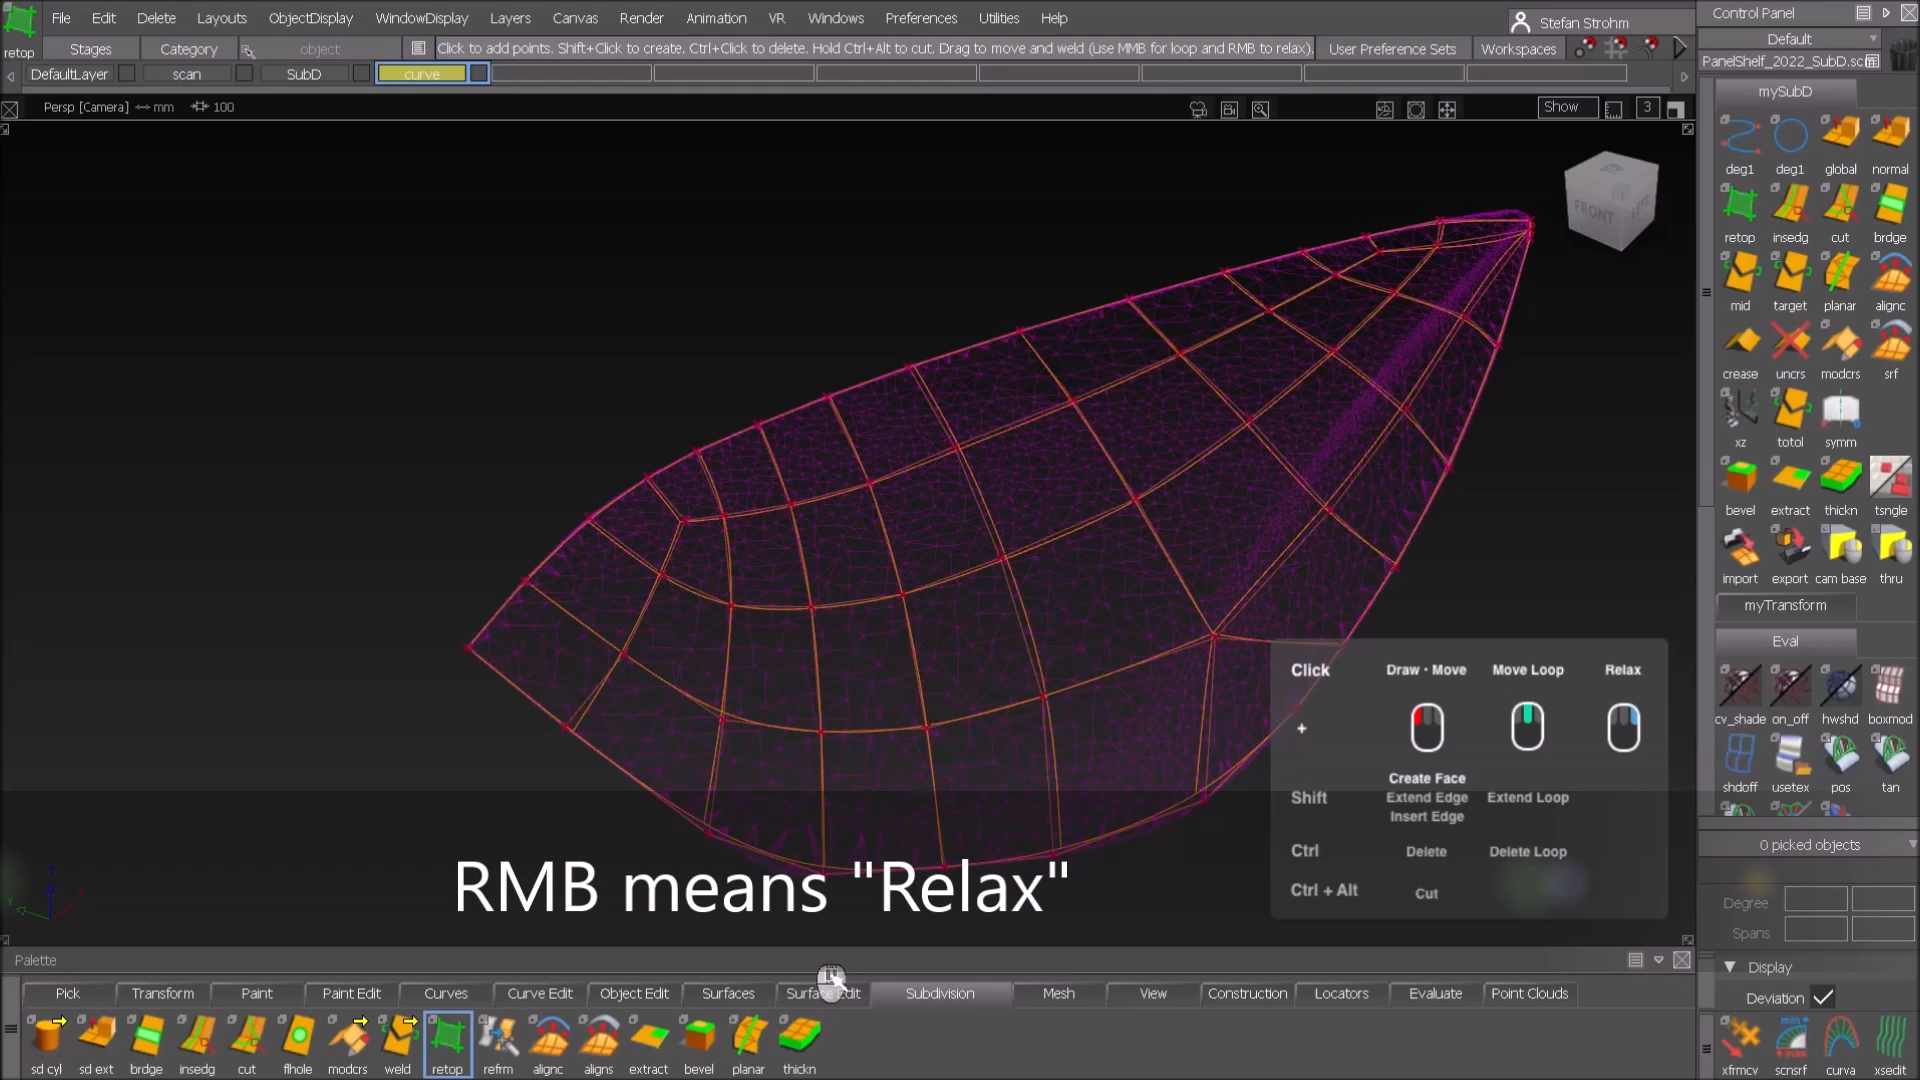 File Edit Delete Layouts ObjectDisplay WindowDisplay Layers Canvas Render Animation VR Windows Preferences Utilities Help
Stefan Strohm
retop
Stages Category object
Click to add points. Shift+Click to create. Ctrl+Click to delete. Hold Ctrl+Alt to cut. Drag to move and weld (use MMB for loop and RMB to relax).
User Preference Sets Workspaces
DefaultLayer scan SubD curve
Persp [Camera] mm 100
Show 3
FRONT LEFT
Click Draw · Move Move Loop Relax
+
Create Face
Shift Extend Edge Extend Loop
Insert Edge
Ctrl Delete Delete Loop
Ctrl + Alt Cut
RMB means "Relax"
Palette
Pick Transform Paint Paint Edit Curves Curve Edit Object Edit Surfaces Surface Edit Subdivision Mesh View Construction Locators Evaluate Point Clouds
sd cyl sd ext brdge insedg cut flhole modcrs weld retop refrm alignc aligns extract bevel planar thickn
Control Panel
Default
PanelShelf_2022_SubD.sc
mySubD
deg1 deg1 global normal
retop insedg cut brdge
mid target planar alignc
crease uncrs modcrs srf
xz totol symm
bevel extract thickn tsngle
import export cam base thru
myTransform
Eval
cv_shade on_off hwshd boxmod
shdoff usetex pos tan
0 picked objects
Degree
Spans
Display
Deviation
min
max
xfrmcv scnsrf curva xsedit